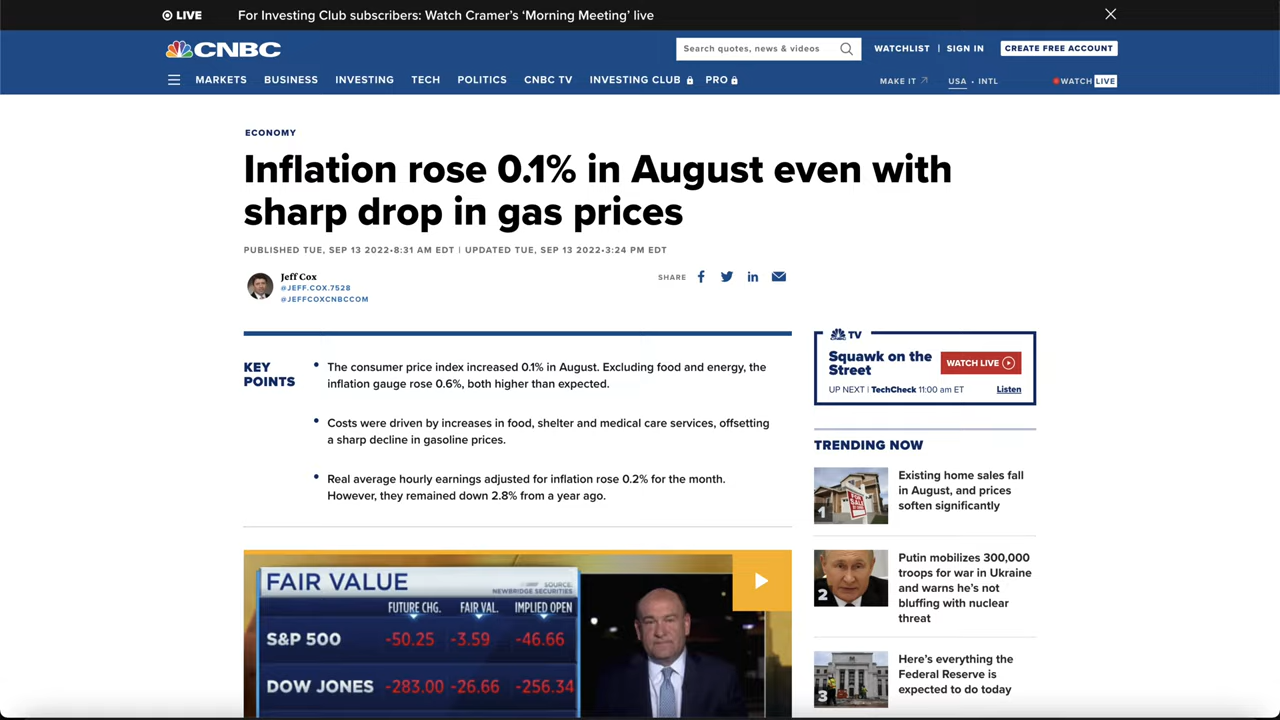 LIVE For Investing Club subscribers: Watch Cramer's 'Morning Meeting' live
CNBC
Search quotes, news & videos
WATCHLIST | SIGN IN
CREATE FREE ACCOUNT
MARKETS BUSINESS INVESTING TECH POLITICS CNBC TV INVESTING CLUB PRO
MAKE IT
USA • INTL
WATCH LIVE
ECONOMY
Inflation rose 0.1% in August even with
sharp drop in gas prices
PUBLISHED TUE, SEP 13 2022•8:31 AM EDT | UPDATED TUE, SEP 13 2022•3:24 PM EDT
Jeff Cox
@JEFF.COX.7528
@JEFFCOXCNBCCOM
SHARE
KEY
POINTS
The consumer price index increased 0.1% in August. Excluding food and energy, the
inflation gauge rose 0.6%, both higher than expected.
Costs were driven by increases in food, shelter and medical care services, offsetting
a sharp decline in gasoline prices.
Real average hourly earnings adjusted for inflation rose 0.2% for the month.
However, they remained down 2.8% from a year ago.
FAIR VALUE
SOURCE:
NEWBRIDGE SECURITIES
FUTURE CHG. FAIR VAL. IMPLIED OPEN
S&P 500 -50.25 -3.59 -46.66
DOW JONES -283.00 -26.66 -256.34
TV
Squawk on the
Street
WATCH LIVE
UP NEXT | TechCheck 11:00 am ET
Listen
TRENDING NOW
1
FOR
SALE
Existing home sales fall
in August, and prices
soften significantly
2
Putin mobilizes 300,000
troops for war in Ukraine
and warns he's not
bluffing with nuclear
threat
3
Here's everything the
Federal Reserve is
expected to do today